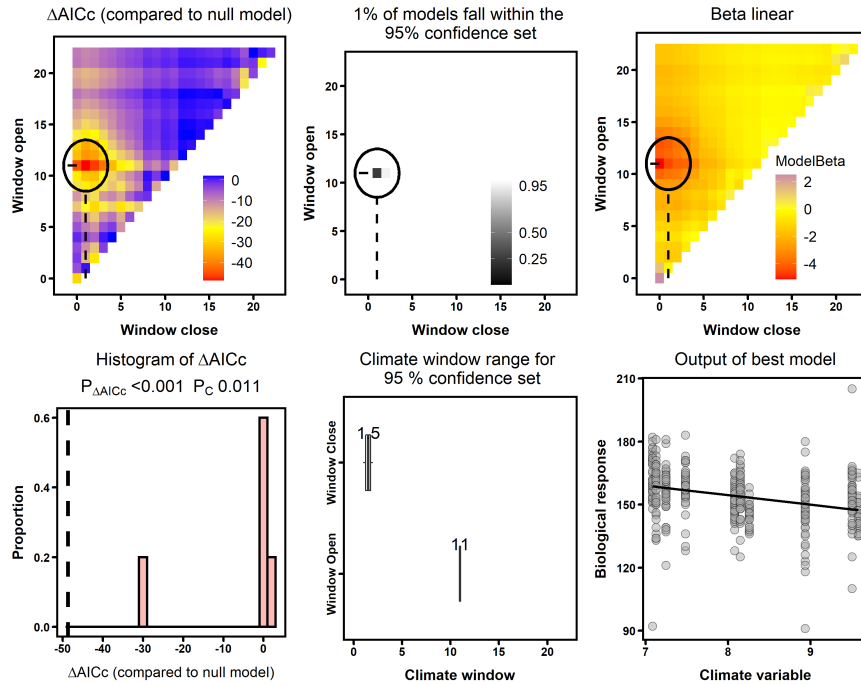 ΔAICc (compared to null model)
Window open
20
15
10
5
0
0
-20
-40
0 5 10 15 20
Window close
1% of models fall within the
95% confidence set
Window open
20
15
10
5
0
0.95
0.50
0.25
0 5 10 15 20
Window close
Beta linear
Window open
20
15
10
5
0
ModelBeta
2
0
-2
-4
0 5 10 15 20
Window close
Histogram of ΔAICc
PΔAICc <0.001 PC 0.011
Proportion
0.6
0.4
0.2
0.0
-50 -40 -30 -20 -10 0
ΔAICc (compared to null model)
Climate window range for
95 % confidence set
Window Close
Window Open
1.5
11
0 5 10 15 20
Climate window
Output of best model
Biological response
210
180
150
120
90
7 8 9
Climate variable